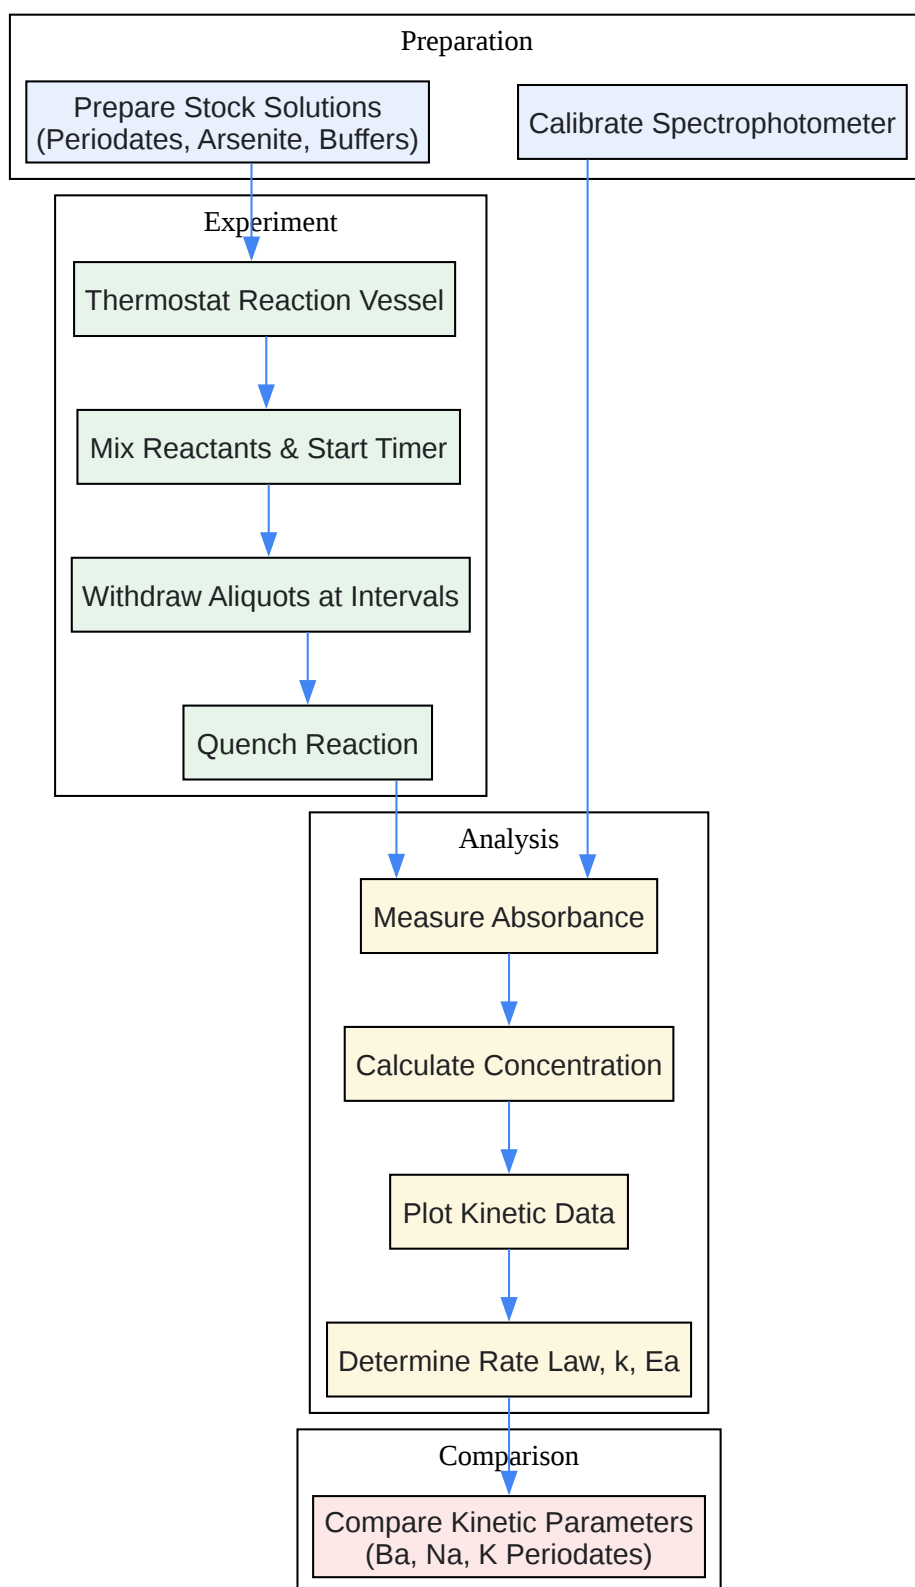 Preparation
Prepare Stock Solutions
(Periodates, Arsenite, Buffers)
Calibrate Spectrophotometer
Experiment
Thermostat Reaction Vessel
Mix Reactants & Start Timer
Withdraw Aliquots at Intervals
Quench Reaction
Analysis
Measure Absorbance
Calculate Concentration
Plot Kinetic Data
Determine Rate Law, k, Ea
Comparison
Compare Kinetic Parameters
(Ba, Na, K Periodates)